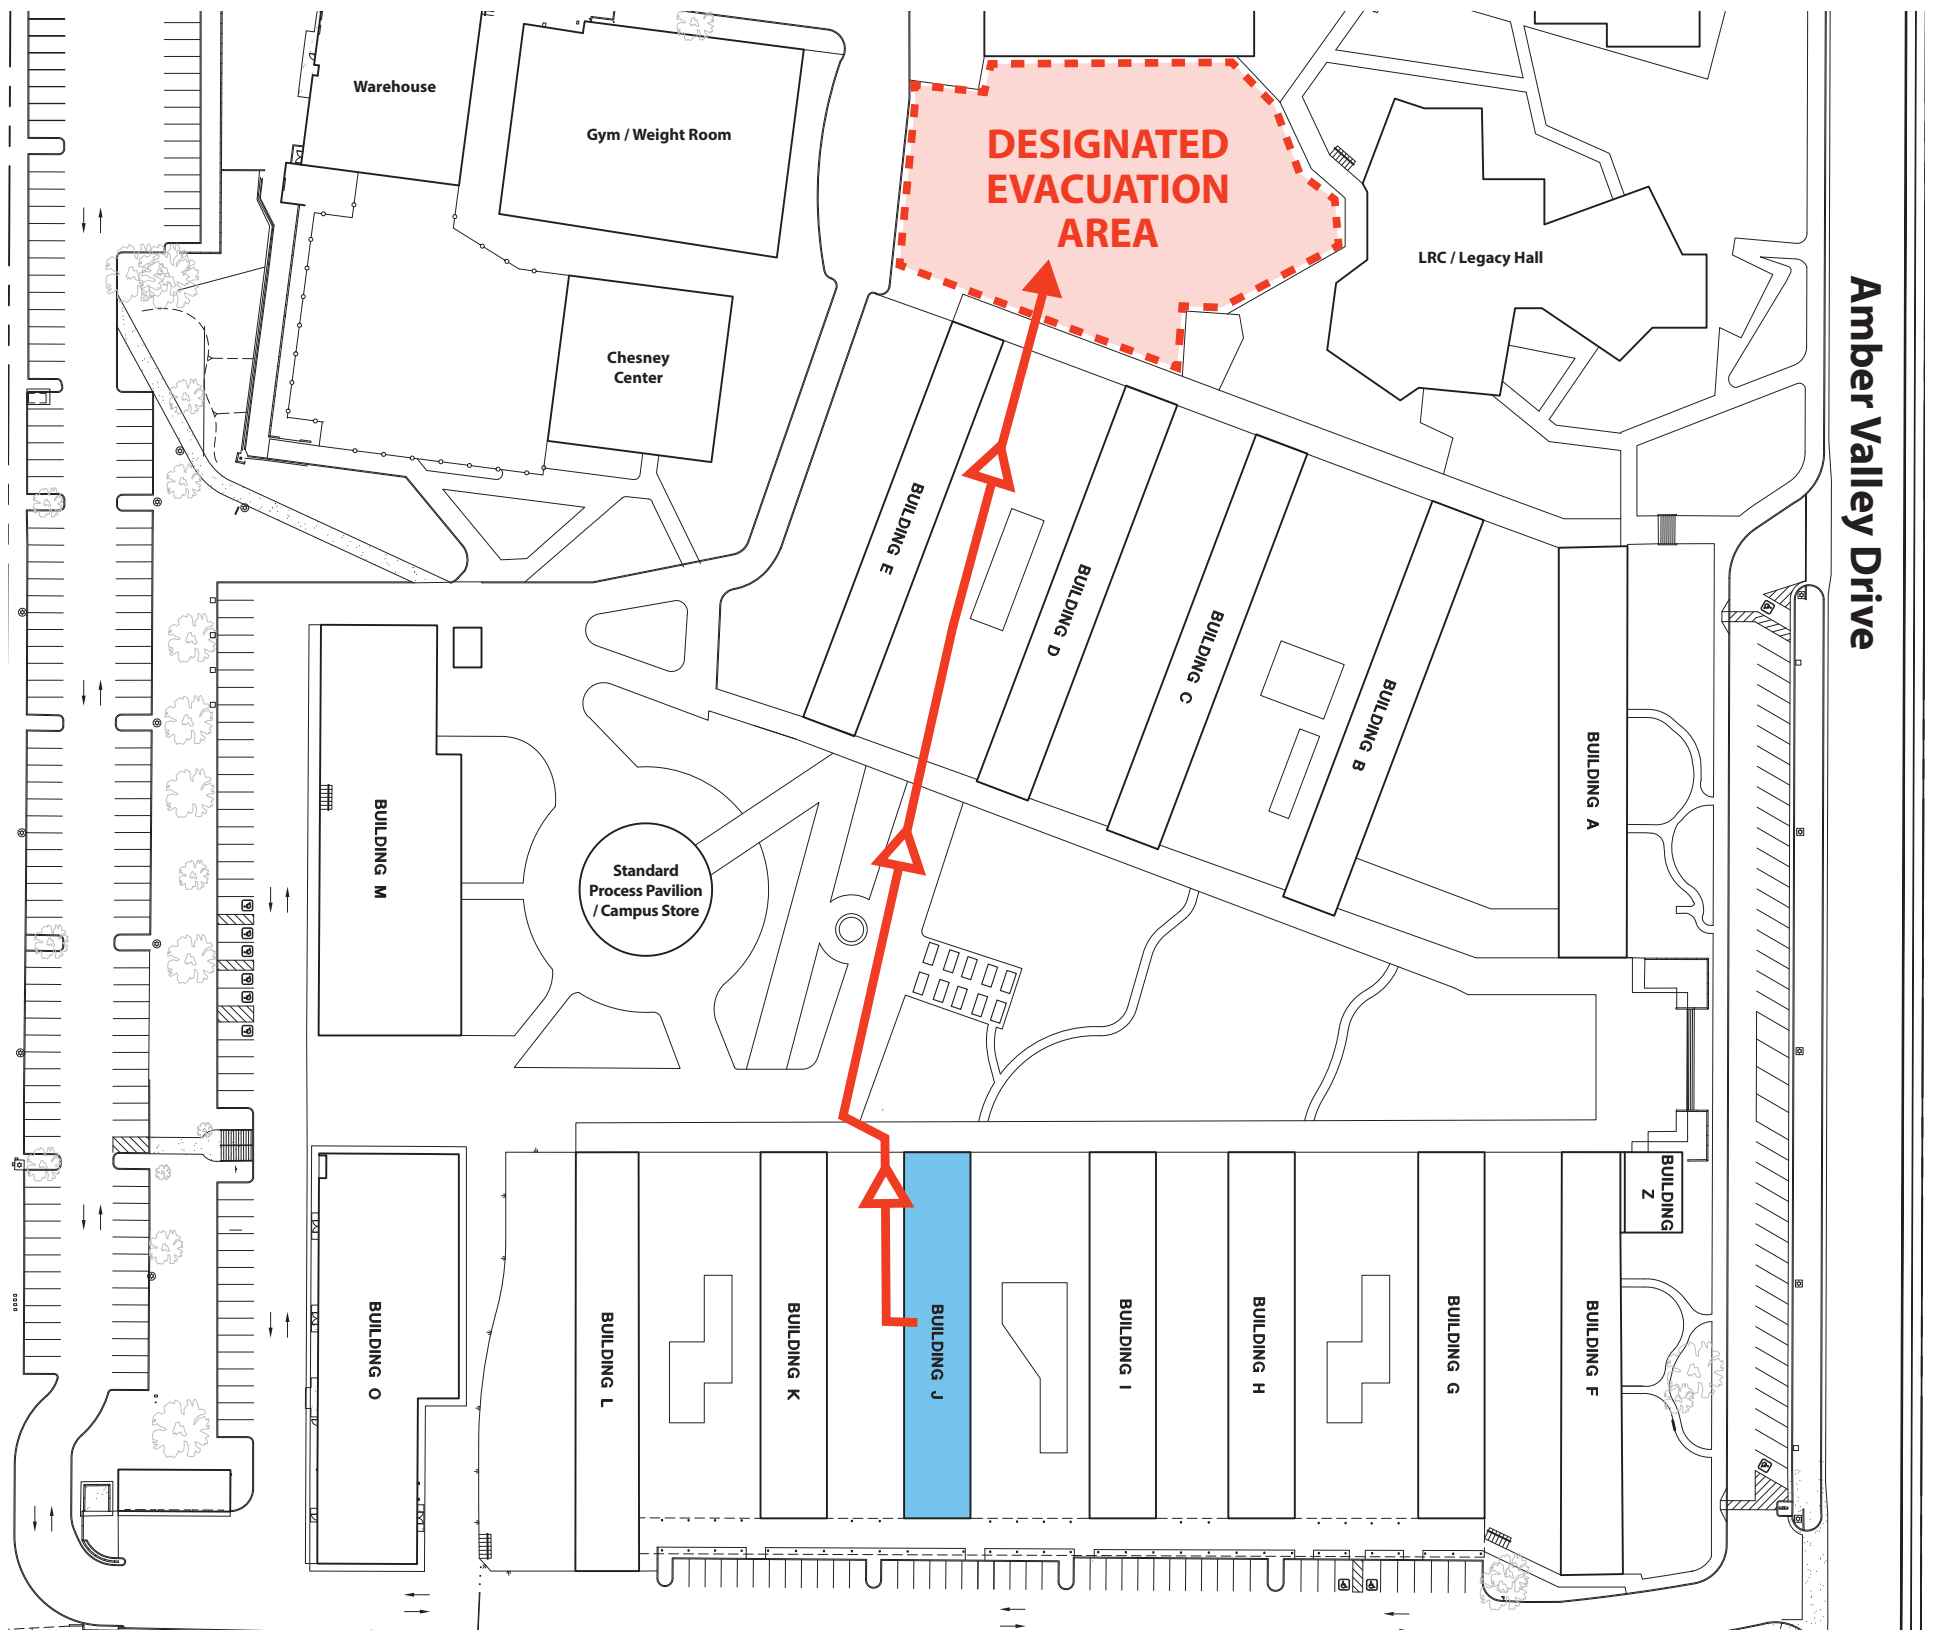 Warehouse
Gym / Weight Room
DESIGNATED
EVACUATION
AREA
LRC / Legacy Hall
Amber Valley Drive
Chesney
Center
BUILDING E
BUILDING D
BUILDING C
BUILDING B
BUILDING A
BUILDING M
Standard
Process Pavilion
/ Campus Store
BUILDING
Z
BUILDING O
BUILDING L
BUILDING K
BUILDING J
BUILDING I
BUILDING H
BUILDING G
BUILDING F